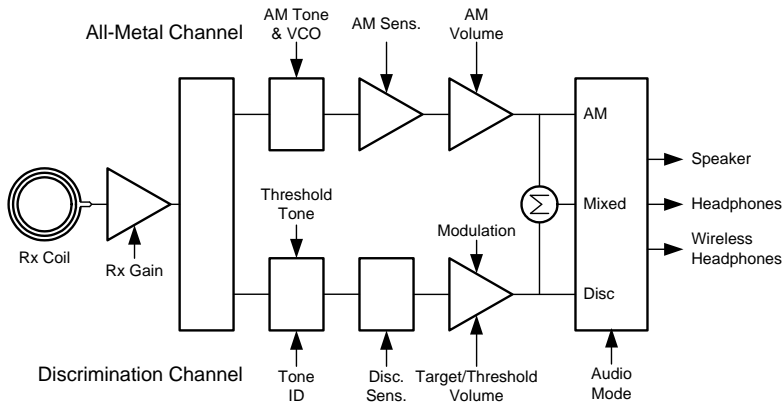 All-Metal Channel
AM Tone
& VCO
AM Sens.
AM
Volume
AM
Speaker
Threshold
Tone
Mixed
Headphones
Σ
Rx Coil
Rx Gain
Modulation
Wireless
Headphones
Disc
Discrimination Channel
Tone
ID
Disc.
Sens.
Target/Threshold
Volume
Audio
Mode